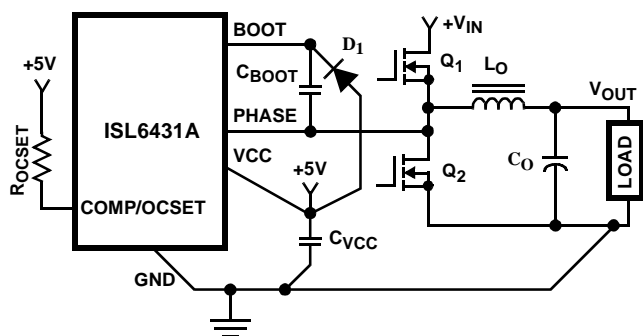 BOOT
+VIN
D1
+5V
CBOOT
Q1
LO
VOUT
ISL6431A
PHASE
VCC
ROCSET
+5V
Q2
CO
LOAD
COMP/OCSET
CVCC
GND